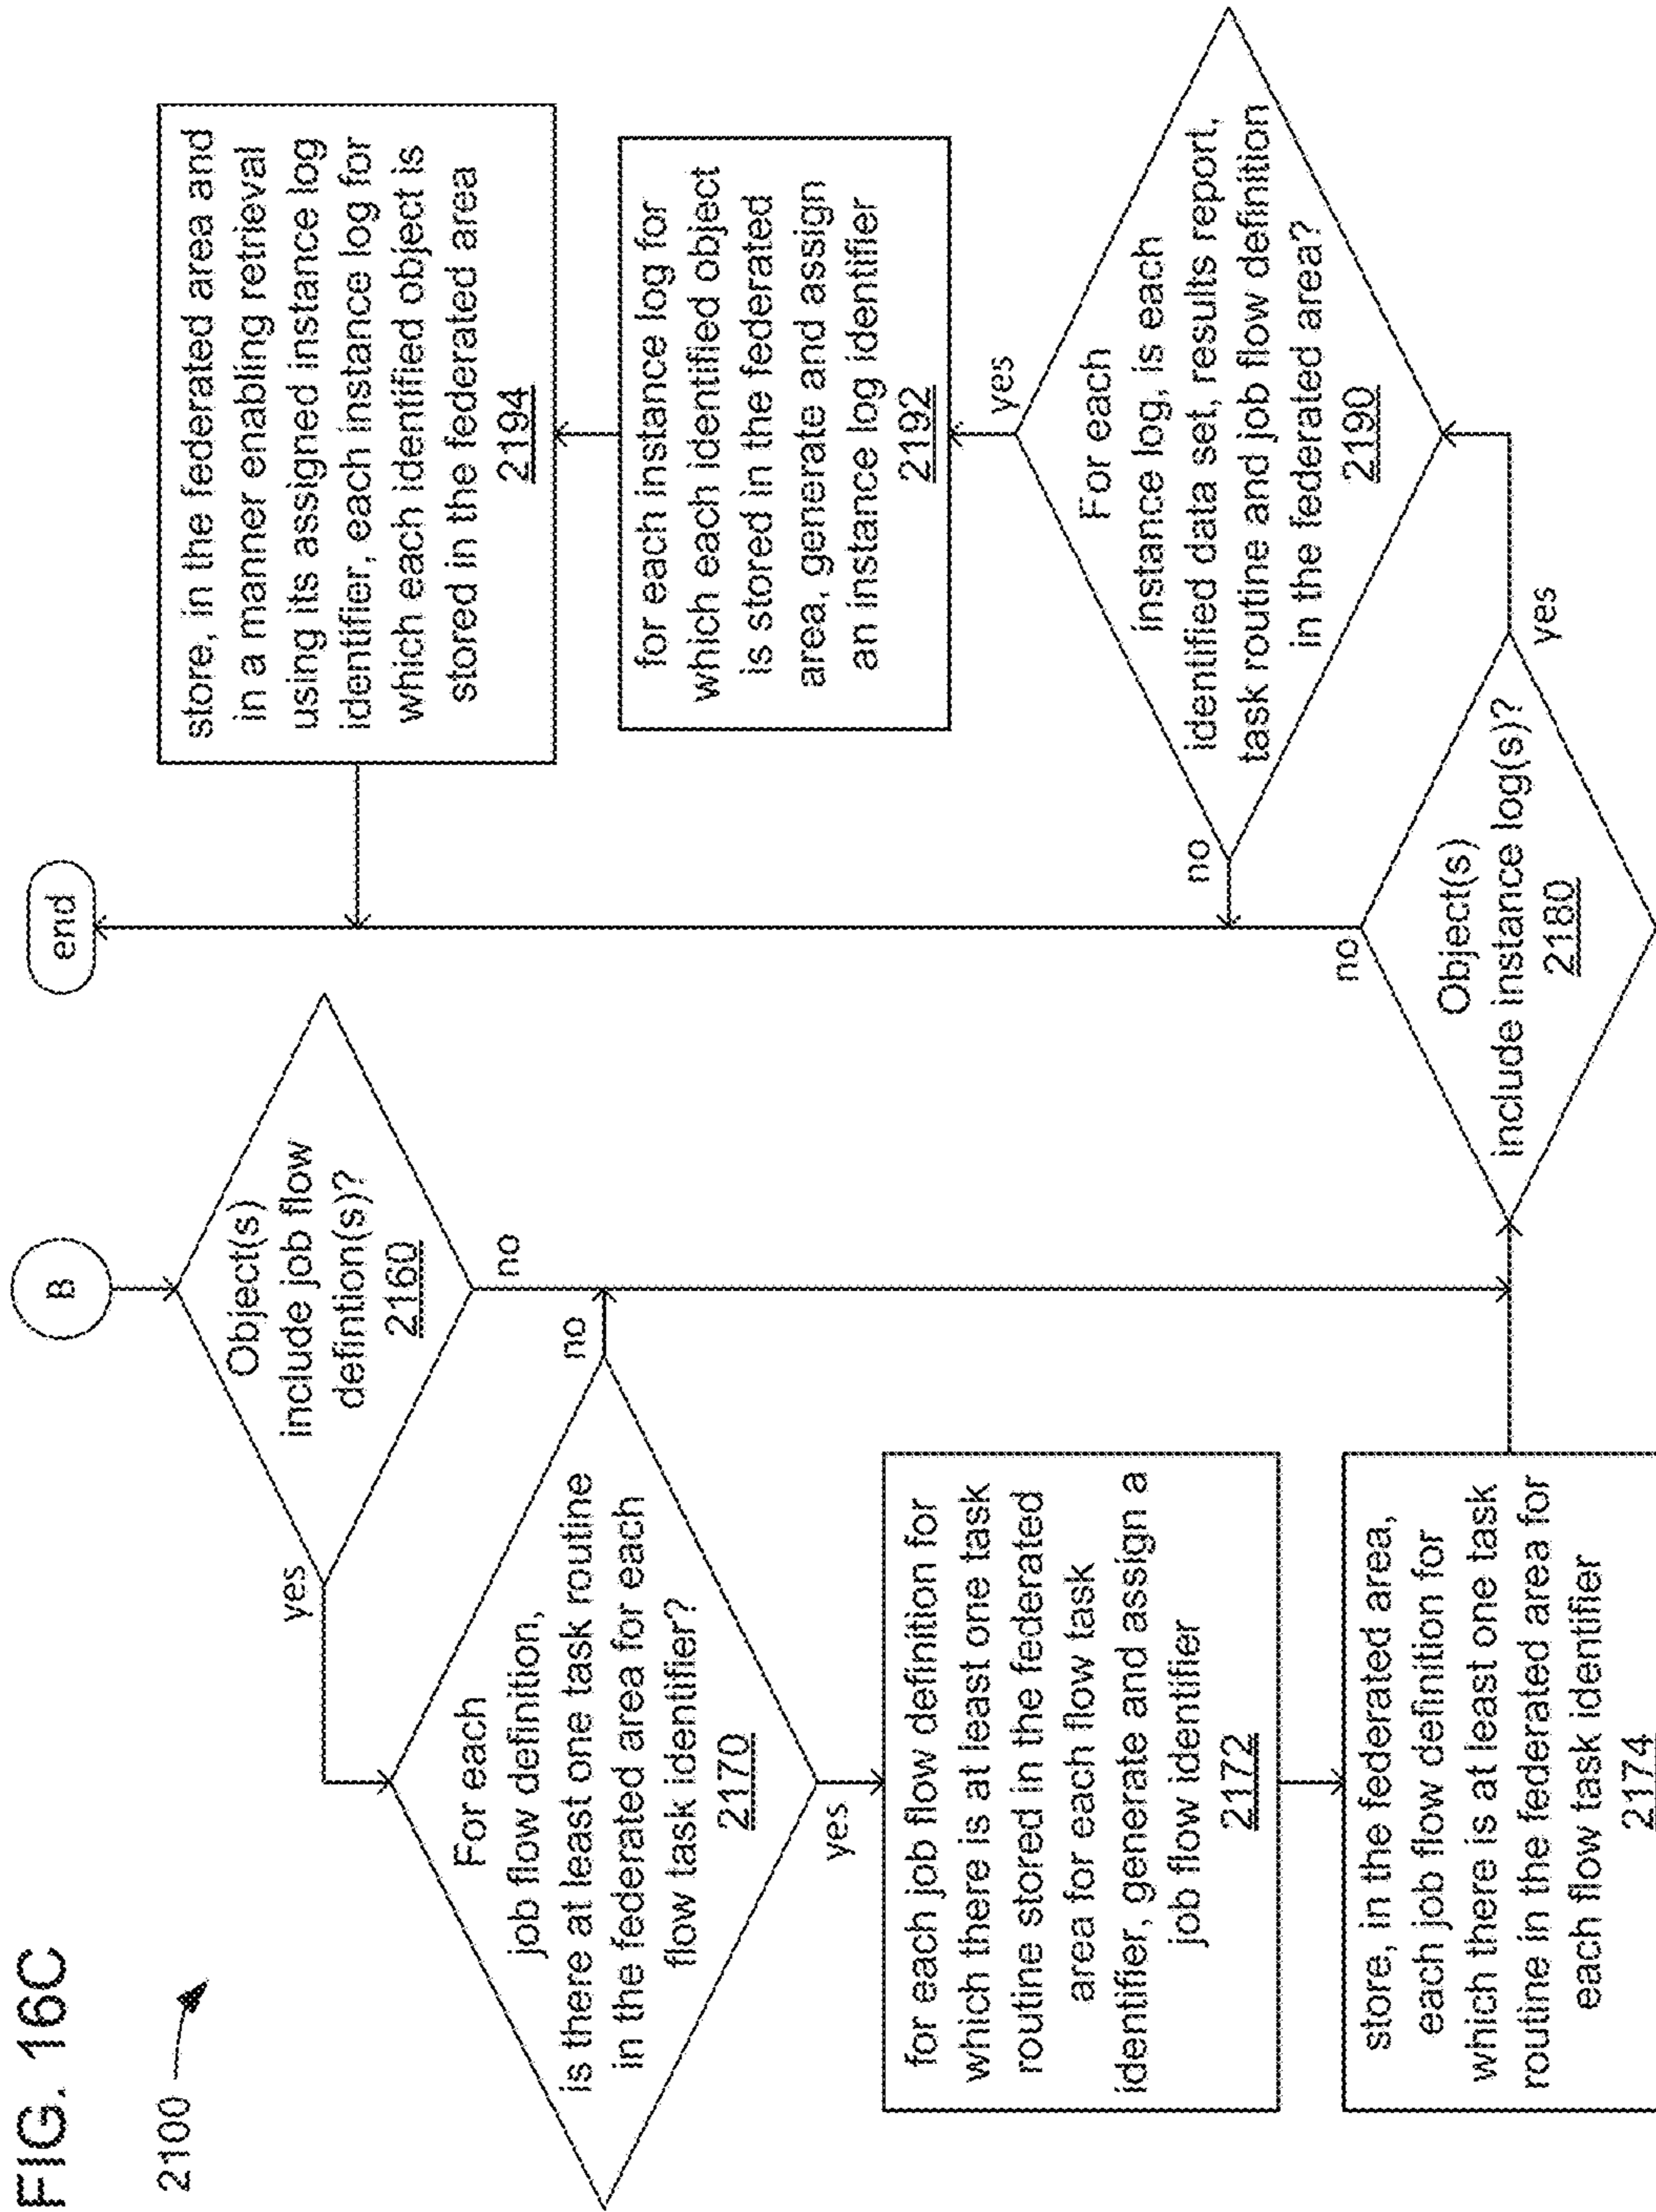 FIG. 16C
2100
B
Object(s)
include job flow
defintion(s)?
2160
yes
no
For each
job flow definition,
is there at least one task routine
in the federated area for each
flow task identifier?
2170
no
yes
for each job flow definition for
which there is at least one task
routine stored in the federated
area for each flow task
identifier, generate and assign a
job flow identifier
2172
store, in the federated area,
each job flow definition for
which there is at least one task
routine in the federated area for
each flow task identifier
2174
end
store, in the federated area and
in a manner enabling retrieval
using its assigned instance log
identifier, each instance log for
which each identified object is
stored in the federated area
2194
for each instance log for
which each identified object
is stored in the federated
area, generate and assign
an instance log identifier
2192
yes
For each
instance log, is each
identified data set, results report,
task routine and job flow definition
in the federated area?
2190
no
no
Object(s)
include instance log(s)?
2180
yes